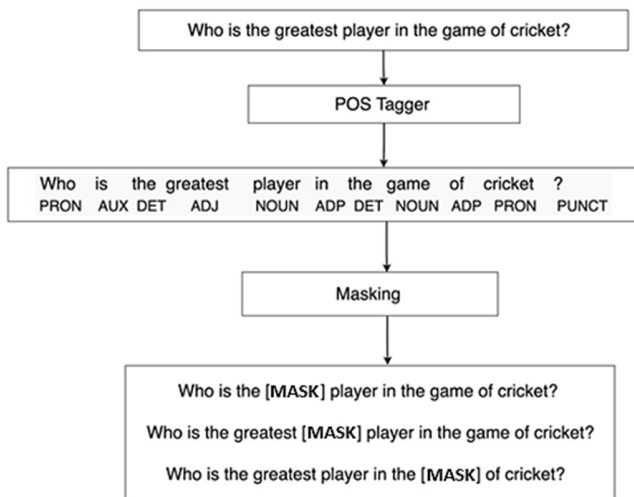 Who is the greatest player in the game of cricket?
POS Tagger
Who is the greatest player in the game of cricket ?
PRON AUX DET ADJ NOUN ADP DET NOUN ADP PRON PUNCT
Masking
Who is the [MASK] player in the game of cricket?
Who is the greatest [MASK] player in the game of cricket?
Who is the greatest player in the [MASK] of cricket?